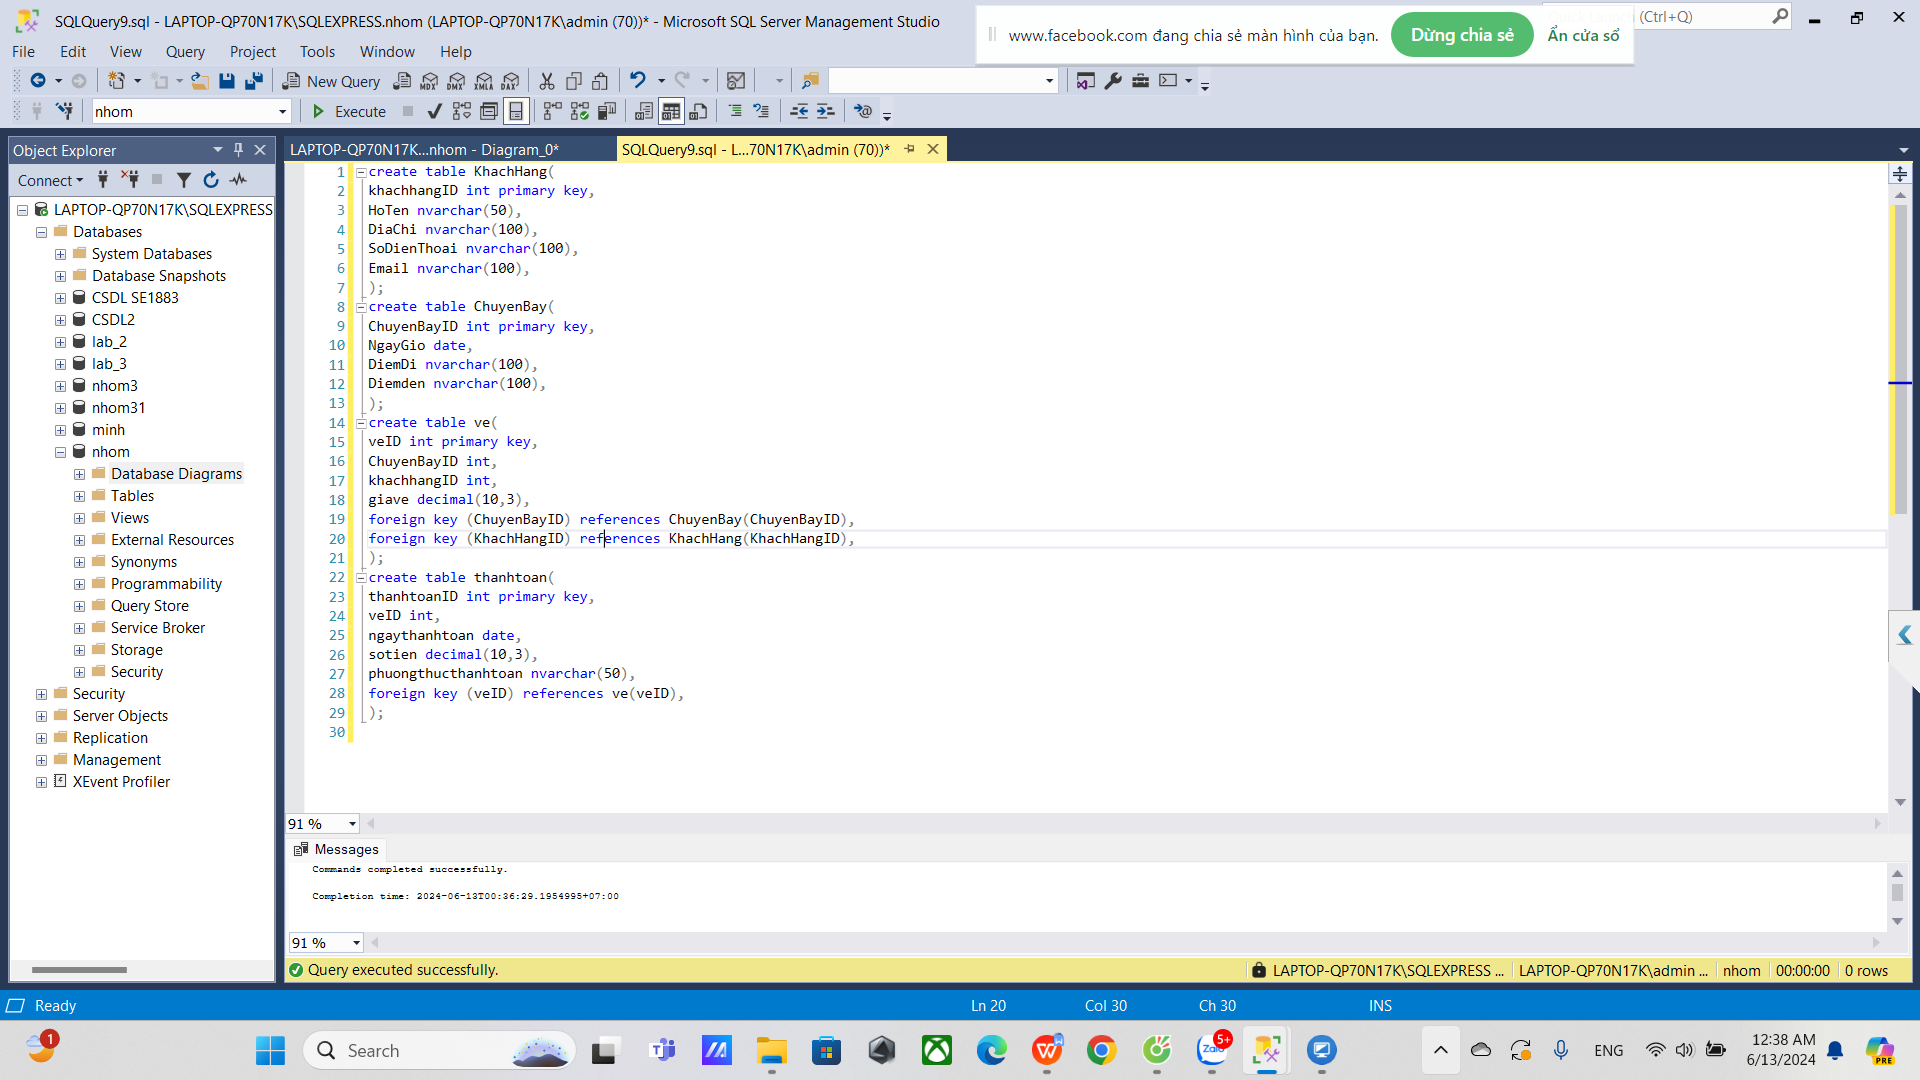 SQLQuery9.sql - LAPTOP-QP70N17K\SQLEXPRESS.nhom (LAPTOP-QP70N17K\admin (70))* - Microsoft SQL Server Management Studio
(Ctrl+Q)
www.facebook.com đang chia sẻ màn hình của bạn.
Dừng chia sẻ
Ẩn cửa sổ
File Edit View Query Project Tools Window Help
New Query
MDX DMX XMLA DAX
nhom
Execute
Object Explorer
LAPTOP-QP70N17K...nhom - Diagram_0*
SQLQuery9.sql - L...70N17K\admin (70))*
Connect
LAPTOP-QP70N17K\SQLEXPRESS
Databases
System Databases
Database Snapshots
CSDL SE1883
CSDL2
lab_2
lab_3
nhom3
nhom31
minh
nhom
Database Diagrams
Tables
Views
External Resources
Synonyms
Programmability
Query Store
Service Broker
Storage
Security
Security
Server Objects
Replication
Management
XEvent Profiler
1 create table KhachHang(
2 khachhangID int primary key,
3 HoTen nvarchar(50),
4 DiaChi nvarchar(100),
5 SoDienThoai nvarchar(100),
6 Email nvarchar(100),
7 );
8 create table ChuyenBay(
9 ChuyenBayID int primary key,
10 NgayGio date,
11 DiemDi nvarchar(100),
12 Diemden nvarchar(100),
13 );
14 create table ve(
15 veID int primary key,
16 ChuyenBayID int,
17 khachhangID int,
18 giave decimal(10,3),
19 foreign key (ChuyenBayID) references ChuyenBay(ChuyenBayID),
20 foreign key (KhachHangID) references KhachHang(KhachHangID),
21 );
22 create table thanhtoan(
23 thanhtoanID int primary key,
24 veID int,
25 ngaythanhtoan date,
26 sotien decimal(10,3),
27 phuongthucthanhtoan nvarchar(50),
28 foreign key (veID) references ve(veID),
29 );
30
91 %
Messages
Commands completed successfully.
Completion time: 2024-06-13T00:36:29.1954995+07:00
91 %
Query executed successfully.
LAPTOP-QP70N17K\SQLEXPRESS ... LAPTOP-QP70N17K\admin ... nhom 00:00:00 0 rows
Ready
Ln 20 Col 30 Ch 30 INS
1
Search
5+
Zalo
ENG
12:38 AM
6/13/2024
PRE